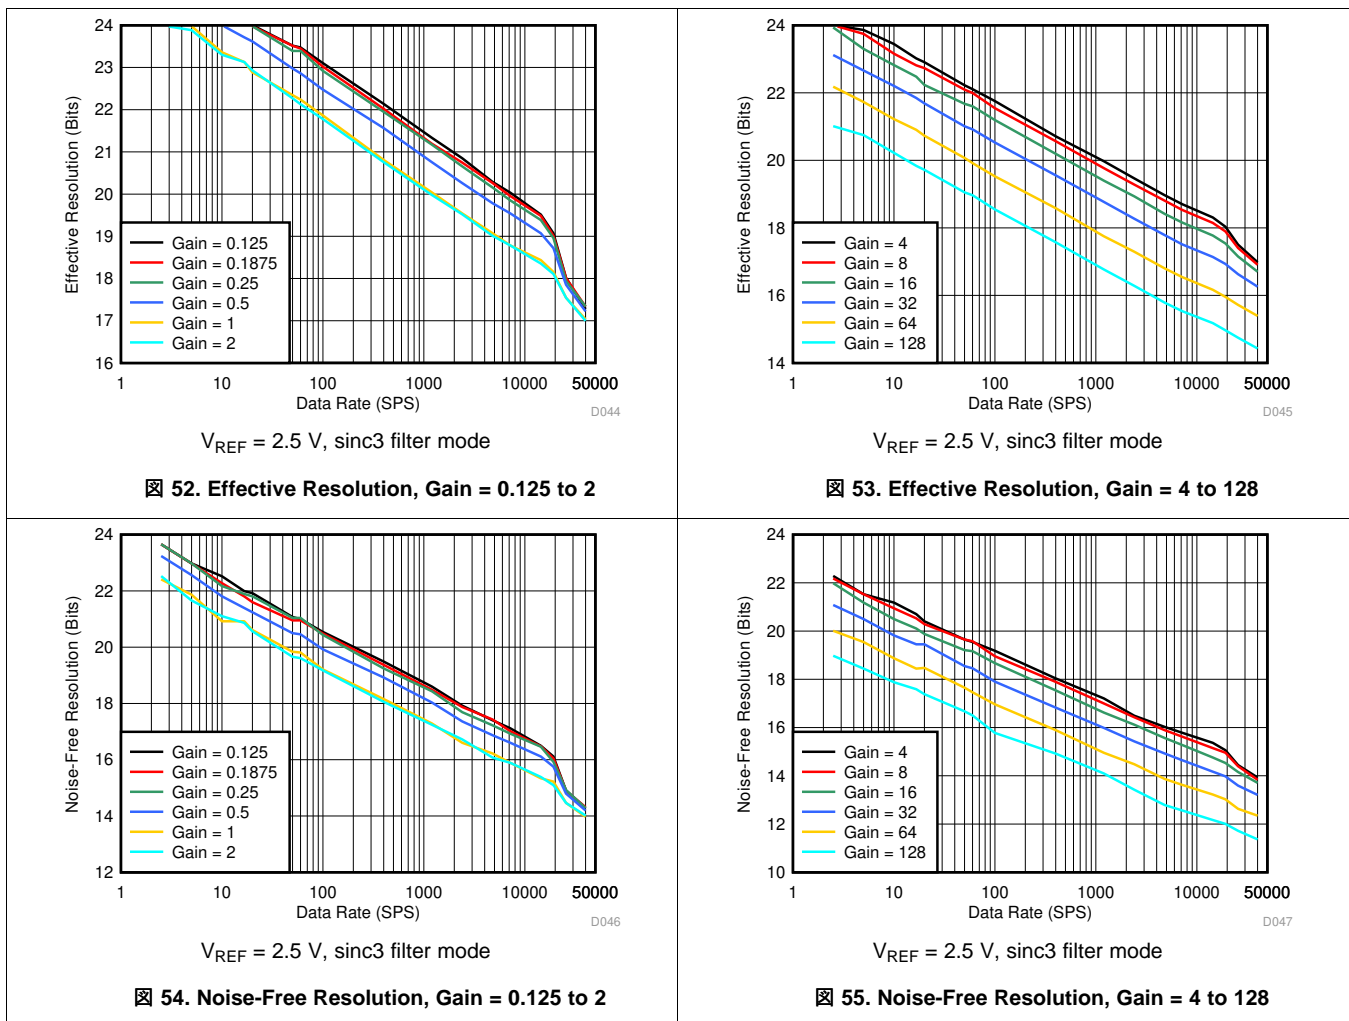 24
23
22
21
20
19
18
17
16
Effective Resolution (Bits)
Gain = 0.125
Gain = 0.1875
Gain = 0.25
Gain = 0.5
Gain = 1
Gain = 2
1 10 100 1000 10000 50000
Data Rate (SPS)
D044
VREF = 2.5 V, sinc3 filter mode
図 52. Effective Resolution, Gain = 0.125 to 2
24
22
20
18
16
14
Effective Resolution (Bits)
Gain = 4
Gain = 8
Gain = 16
Gain = 32
Gain = 64
Gain = 128
1 10 100 1000 10000 50000
Data Rate (SPS)
D045
VREF = 2.5 V, sinc3 filter mode
図 53. Effective Resolution, Gain = 4 to 128
24
22
20
18
16
14
12
Noise-Free Resolution (Bits)
Gain = 0.125
Gain = 0.1875
Gain = 0.25
Gain = 0.5
Gain = 1
Gain = 2
1 10 100 1000 10000 50000
Data Rate (SPS)
D046
VREF = 2.5 V, sinc3 filter mode
図 54. Noise-Free Resolution, Gain = 0.125 to 2
24
22
20
18
16
14
12
10
Noise-Free Resolution (Bits)
Gain = 4
Gain = 8
Gain = 16
Gain = 32
Gain = 64
Gain = 128
1 10 100 1000 10000 50000
Data Rate (SPS)
D047
VREF = 2.5 V, sinc3 filter mode
図 55. Noise-Free Resolution, Gain = 4 to 128